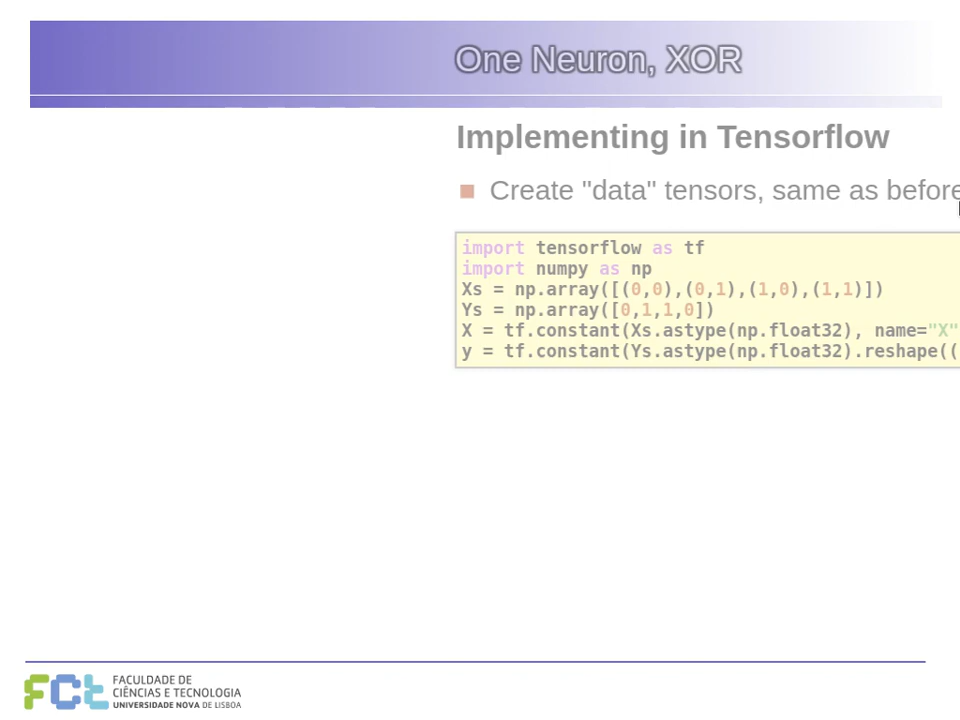 One Neuron, XOR
Implementing in Tensorflow
Create "data" tensors, same as before
import tensorflow as tf
import numpy as np
Xs = np.array([(0,0),(0,1),(1,0),(1,1)])
Ys = np.array([0,1,1,0])
X = tf.constant(Xs.astype(np.float32), name="X"
y = tf.constant(Ys.astype(np.float32).reshape((
FCt
FACULDADE DE
CIÊNCIAS E TECNOLOGIA
UNIVERSIDADE NOVA DE LISBOA